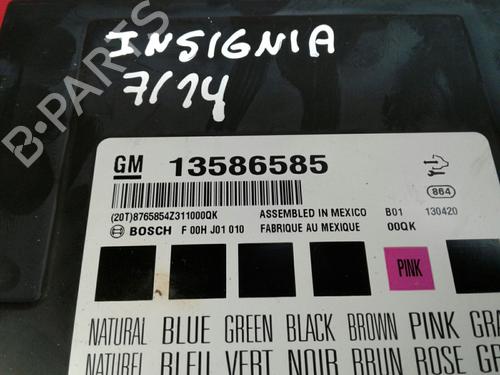 INSIGNIA
7/14
B-PARTS
GM 13586585
864
(20T)8765854Z311000QK ASSEMBLED IN MEXICO B01 130420
BOSCH F 00H J01 010 FABRIQUE AU MEXIQUE 00QK
PINK
NATURAL BLUE GREEN BLACK BROWN PINK GRA
NATUREL BLEU VERT NOIR BRUN ROSE GR